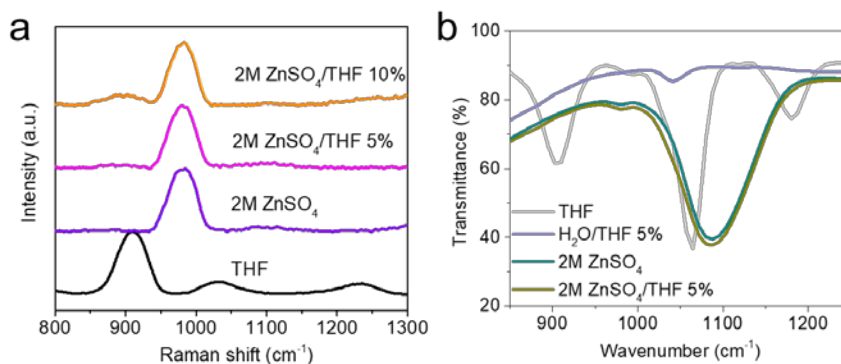 a
2M ZnSO₄/THF 10%
2M ZnSO₄/THF 5%
2M ZnSO₄
THF
Intensity (a.u.)
800 900 1000 1100 1200 1300
Raman shift (cm⁻¹)
b
100
80
60
40
20
Transmittance (%)
THF
H₂O/THF 5%
2M ZnSO₄
2M ZnSO₄/THF 5%
900 1000 1100 1200
Wavenumber (cm⁻¹)